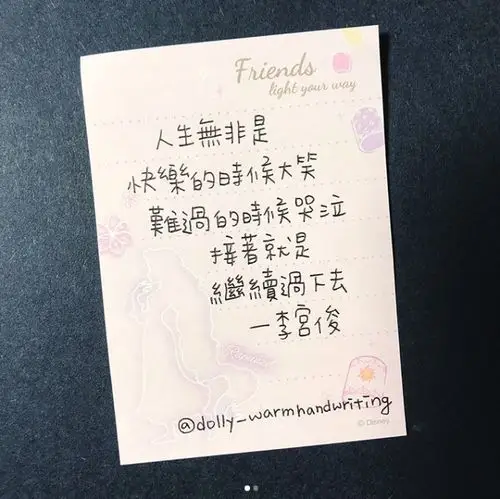 Friends
light your way
人生無非是
快樂的時候大笑
難過的時候哭泣
接著就是
繼續過下去
—李宮俊
Rapunzel
@dolly_warmhandwriting
© Disney